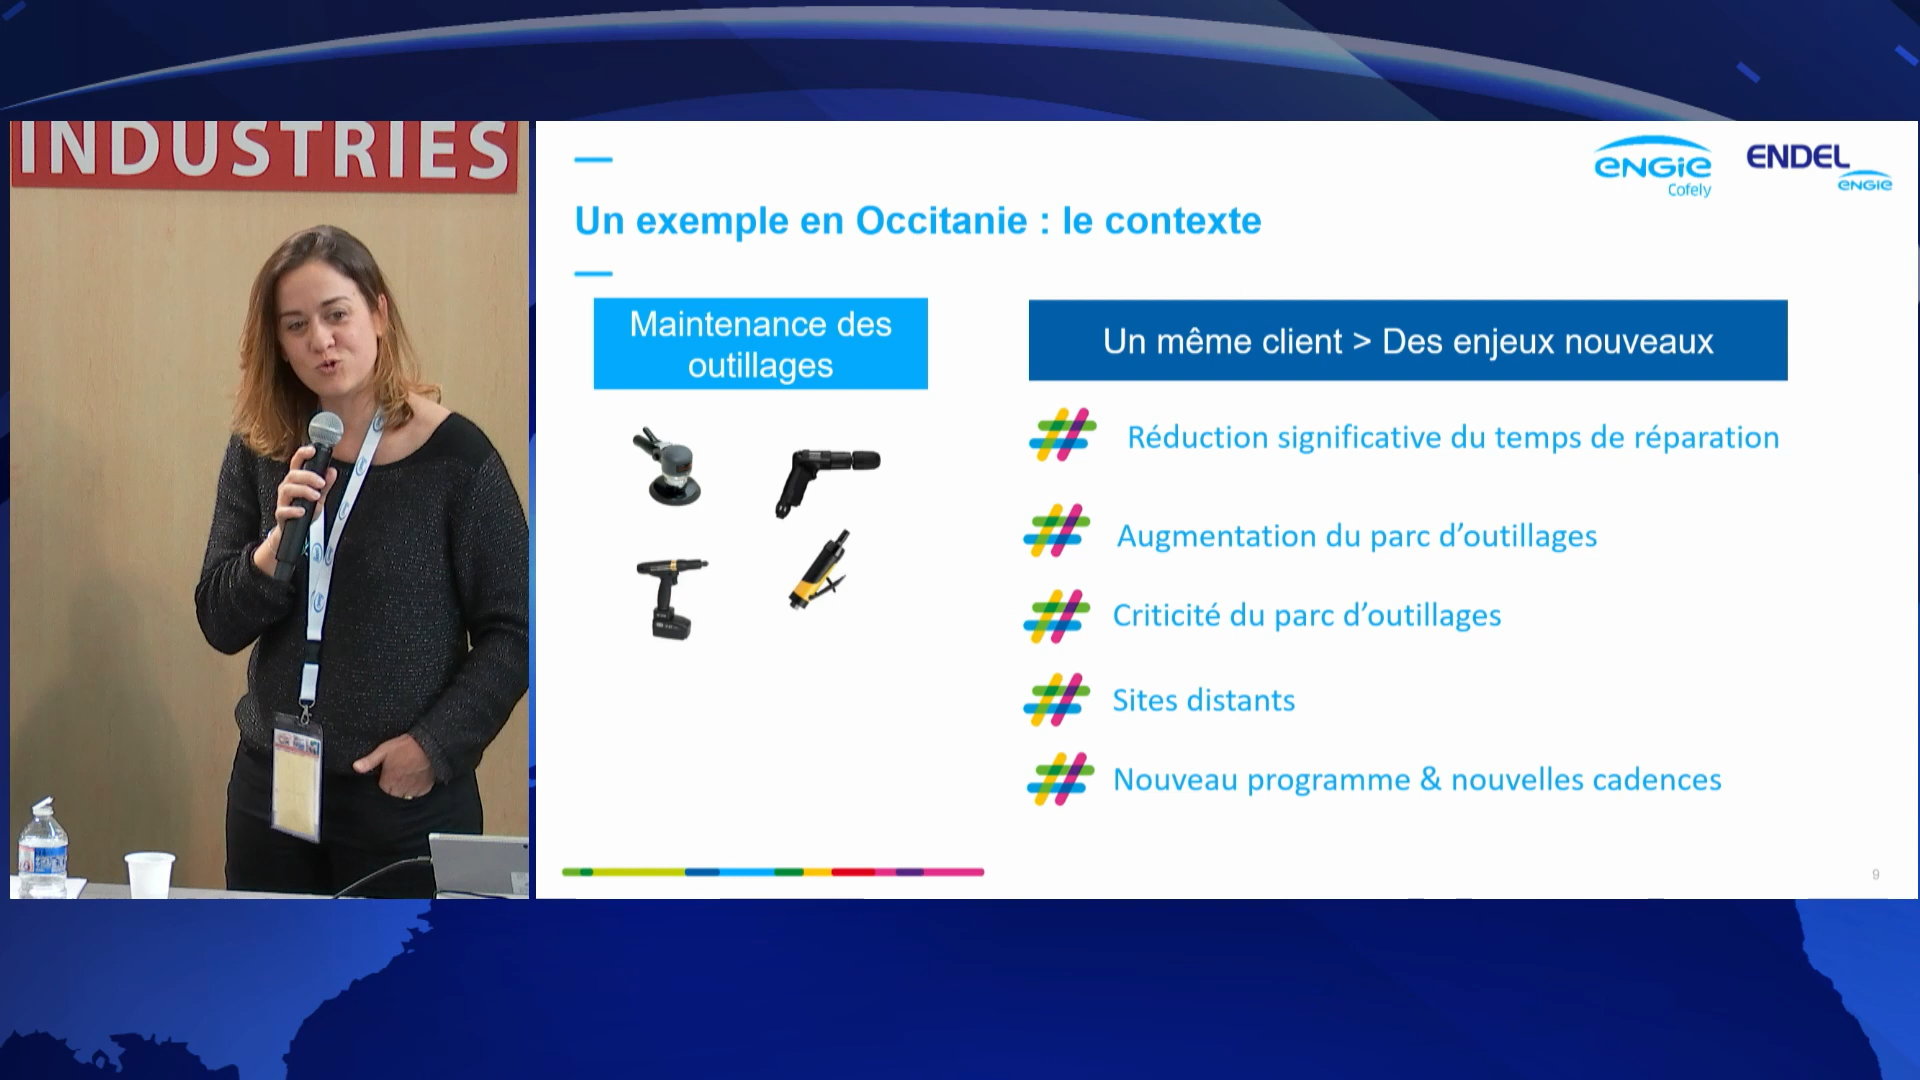 INDUSTRIES
ENGIE
Cofely
ENDEL
ENGIE
Un exemple en Occitanie : le contexte
Maintenance des
outillages
Un même client > Des enjeux nouveaux
Réduction significative du temps de réparation
Augmentation du parc d’outillages
Criticité du parc d’outillages
Sites distants
Nouveau programme & nouvelles cadences
9